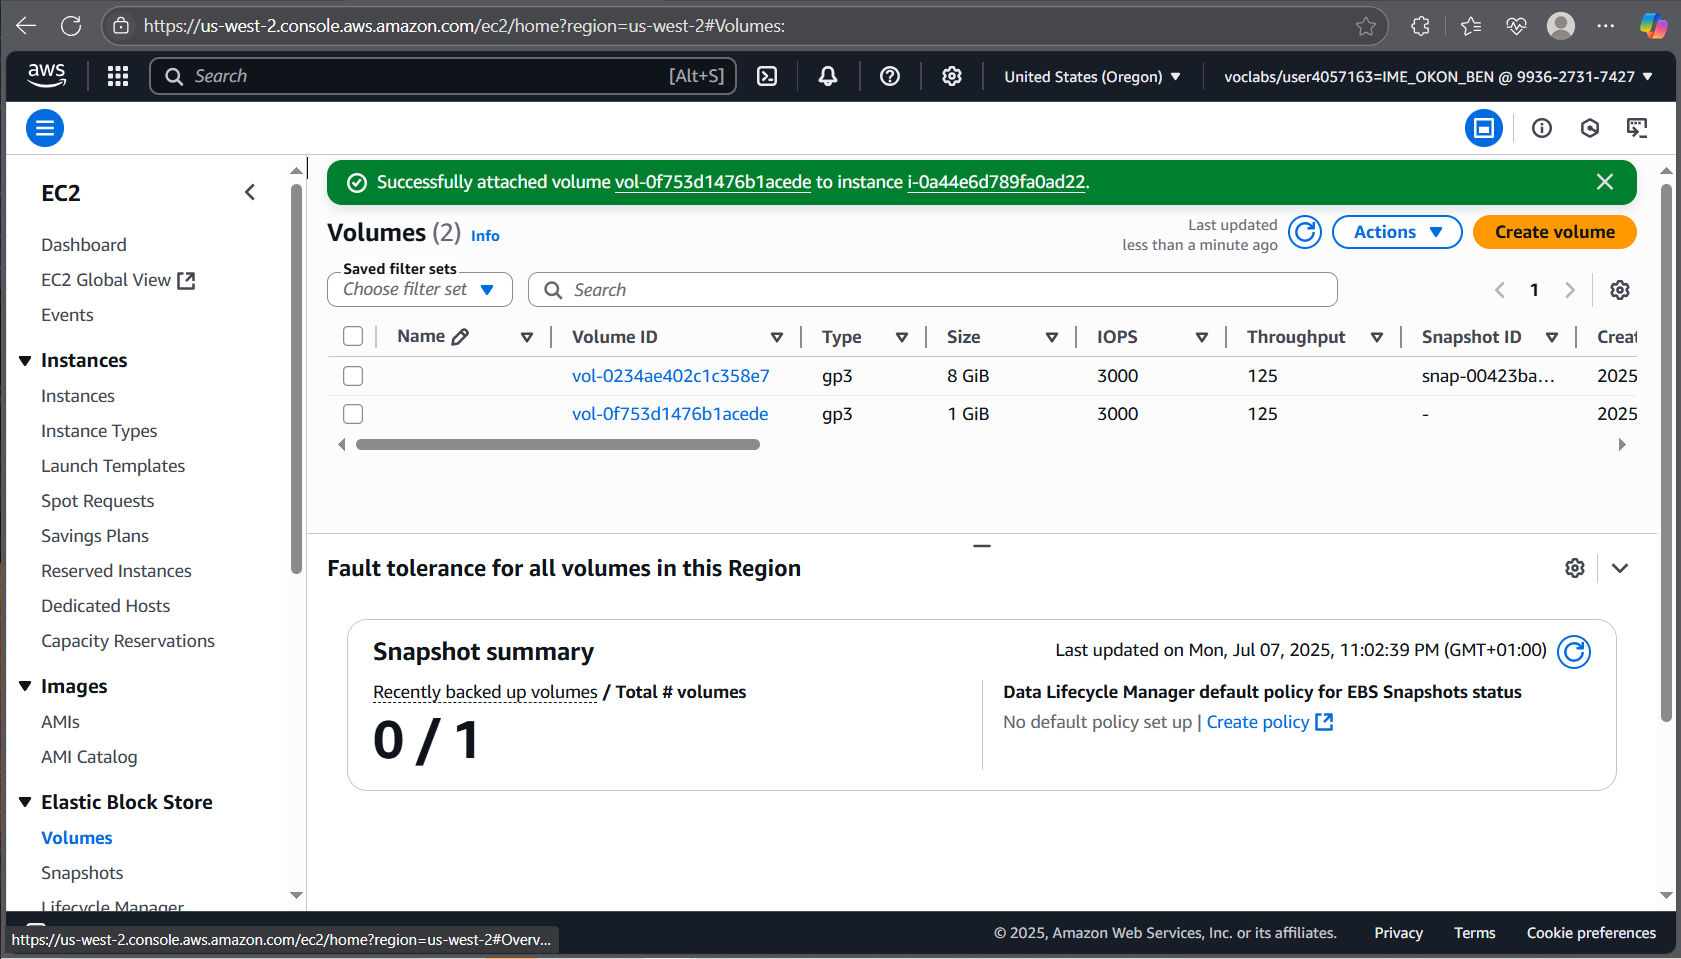 https://us-west-2.console.aws.amazon.com/ec2/home?region=us-west-2#Volumes:
aws
Search [Alt+S]
United States (Oregon)
voclabs/user4057163=IME_OKON_BEN @ 9936-2731-7427
EC2
Dashboard
EC2 Global View
Events
Instances
Instances
Instance Types
Launch Templates
Spot Requests
Savings Plans
Reserved Instances
Dedicated Hosts
Capacity Reservations
Images
AMIs
AMI Catalog
Elastic Block Store
Volumes
Snapshots
Lifecycle Manager
Successfully attached volume vol-0f753d1476b1acede to instance i-0a44e6d789fa0ad22.
Volumes (2) Info
Last updated
less than a minute ago
Actions
Create volume
Saved filter sets
Choose filter set
Search
1
Name Volume ID Type Size IOPS Throughput Snapshot ID Creat
vol-0234ae402c1c358e7 gp3 8 GiB 3000 125 snap-00423ba... 2025
vol-0f753d1476b1acede gp3 1 GiB 3000 125 - 2025
Fault tolerance for all volumes in this Region
Snapshot summary
Last updated on Mon, Jul 07, 2025, 11:02:39 PM (GMT+01:00)
Recently backed up volumes / Total # volumes
0 / 1
Data Lifecycle Manager default policy for EBS Snapshots status
No default policy set up | Create policy
https://us-west-2.console.aws.amazon.com/ec2/home?region=us-west-2#Overv...
© 2025, Amazon Web Services, Inc. or its affiliates. Privacy Terms Cookie preferences